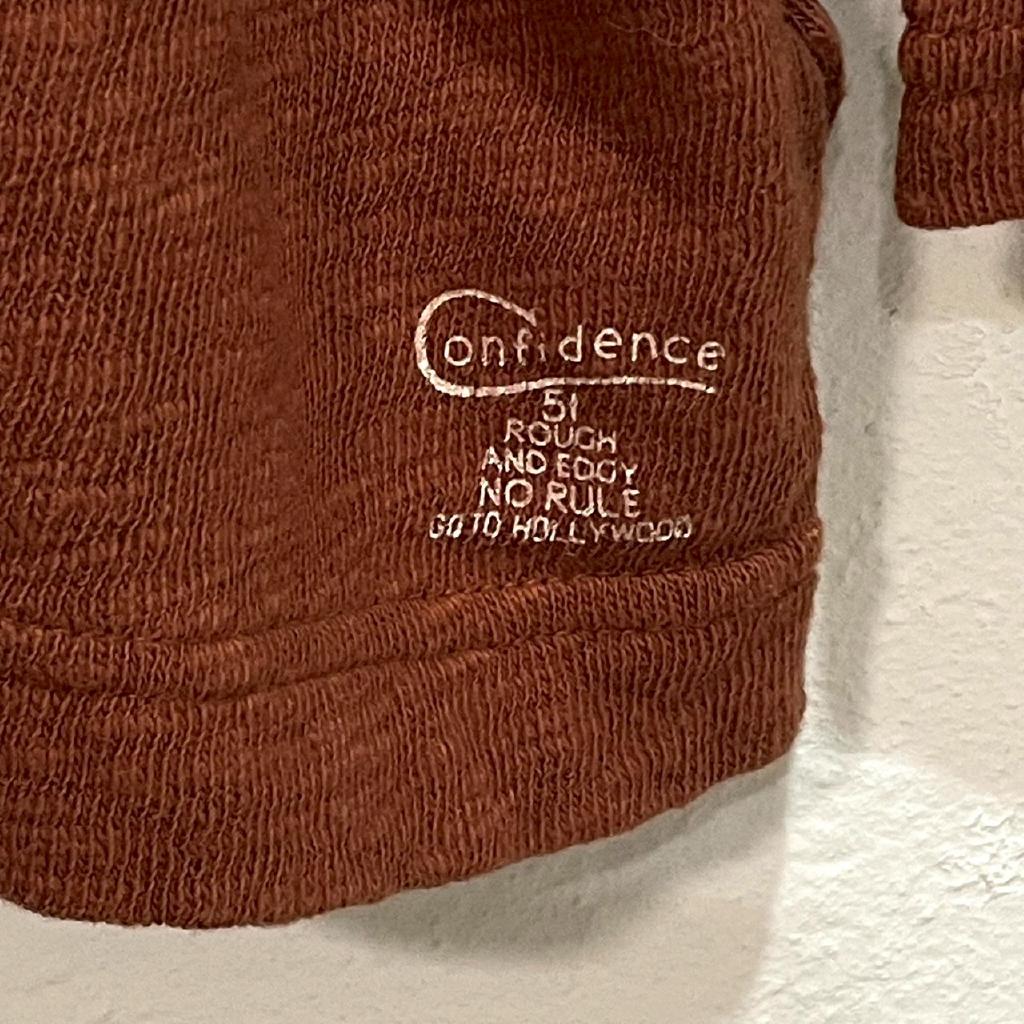 Confidence
51
ROUGH
AND EDGY
NO RULE
GO TO HOLLYWOOD